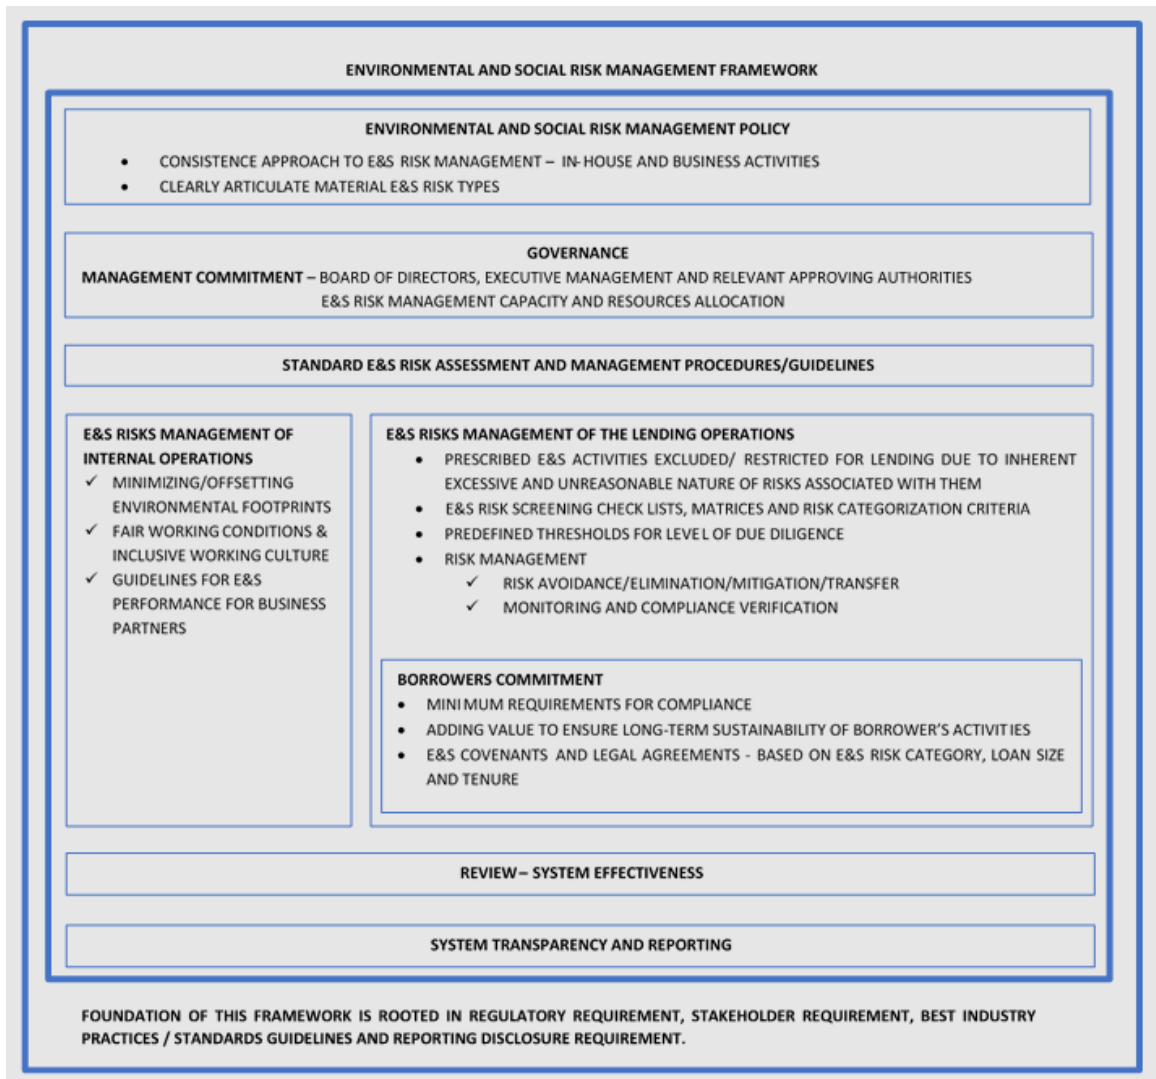 ENVIRONMENTAL AND SOCIAL RISK MANAGEMENT FRAMEWORK
ENVIRONMENTAL AND SOCIAL RISK MANAGEMENT POLICY
• CONSISTENCE APPROACH TO E&S RISK MANAGEMENT – IN-HOUSE AND BUSINESS ACTIVITIES
• CLEARLY ARTICULATE MATERIAL E&S RISK TYPES
GOVERNANCE
MANAGEMENT COMMITMENT – BOARD OF DIRECTORS, EXECUTIVE MANAGEMENT AND RELEVANT APPROVING AUTHORITIES
E&S RISK MANAGEMENT CAPACITY AND RESOURCES ALLOCATION
STANDARD E&S RISK ASSESSMENT AND MANAGEMENT PROCEDURES/GUIDELINES
E&S RISKS MANAGEMENT OF
INTERNAL OPERATIONS
✓ MINIMIZING/OFFSETTING
ENVIRONMENTAL FOOTPRINTS
✓ FAIR WORKING CONDITIONS &
INCLUSIVE WORKING CULTURE
✓ GUIDELINES FOR E&S
PERFORMANCE FOR BUSINESS
PARTNERS
E&S RISKS MANAGEMENT OF THE LENDING OPERATIONS
• PRESCRIBED E&S ACTIVITIES EXCLUDED/ RESTRICTED FOR LENDING DUE TO INHERENT
EXCESSIVE AND UNREASONABLE NATURE OF RISKS ASSOCIATED WITH THEM
• E&S RISK SCREENING CHECK LISTS, MATRICES AND RISK CATEGORIZATION CRITERIA
• PREDEFINED THRESHOLDS FOR LEVEL OF DUE DILIGENCE
• RISK MANAGEMENT
✓ RISK AVOIDANCE/ELIMINATION/MITIGATION/TRANSFER
✓ MONITORING AND COMPLIANCE VERIFICATION
BORROWERS COMMITMENT
• MINIMUM REQUIREMENTS FOR COMPLIANCE
• ADDING VALUE TO ENSURE LONG-TERM SUSTAINABILITY OF BORROWER'S ACTIVITIES
• E&S COVENANTS AND LEGAL AGREEMENTS - BASED ON E&S RISK CATEGORY, LOAN SIZE
AND TENURE
REVIEW – SYSTEM EFFECTIVENESS
SYSTEM TRANSPARENCY AND REPORTING
FOUNDATION OF THIS FRAMEWORK IS ROOTED IN REGULATORY REQUIREMENT, STAKEHOLDER REQUIREMENT, BEST INDUSTRY
PRACTICES / STANDARDS GUIDELINES AND REPORTING DISCLOSURE REQUIREMENT.